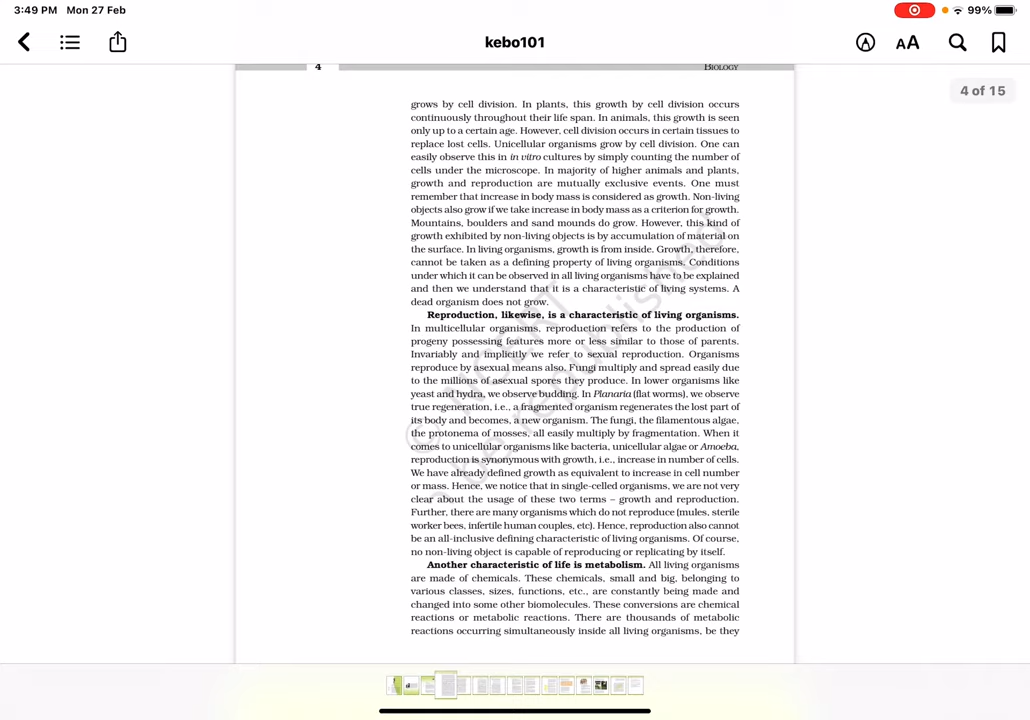 3:49 PM Mon 27 Feb
99%
kebo101
AA
4
BIOLOGY
4 of 15
grows by cell division. In plants, this growth by cell division occurs
continuously throughout their life span. In animals, this growth is seen
only up to a certain age. However, cell division occurs in certain tissues to
replace lost cells. Unicellular organisms grow by cell division. One can
easily observe this in in vitro cultures by simply counting the number of
cells under the microscope. In majority of higher animals and plants,
growth and reproduction are mutually exclusive events. One must
remember that increase in body mass is considered as growth. Non-living
objects also grow if we take increase in body mass as a criterion for growth.
Mountains, boulders and sand mounds do grow. However, this kind of
growth exhibited by non-living objects is by accumulation of material on
the surface. In living organisms, growth is from inside. Growth, therefore,
cannot be taken as a defining property of living organisms. Conditions
under which it can be observed in all living organisms have to be explained
and then we understand that it is a characteristic of living systems. A
dead organism does not grow.
Reproduction, likewise, is a characteristic of living organisms.
In multicellular organisms, reproduction refers to the production of
progeny possessing features more or less similar to those of parents.
Invariably and implicitly we refer to sexual reproduction. Organisms
reproduce by asexual means also. Fungi multiply and spread easily due
to the millions of asexual spores they produce. In lower organisms like
yeast and hydra, we observe budding. In Planaria (flat worms), we observe
true regeneration, i.e., a fragmented organism regenerates the lost part of
its body and becomes, a new organism. The fungi, the filamentous algae,
the protonema of mosses, all easily multiply by fragmentation. When it
comes to unicellular organisms like bacteria, unicellular algae or Amoeba,
reproduction is synonymous with growth, i.e., increase in number of cells.
We have already defined growth as equivalent to increase in cell number
or mass. Hence, we notice that in single-celled organisms, we are not very
clear about the usage of these two terms – growth and reproduction.
Further, there are many organisms which do not reproduce (mules, sterile
worker bees, infertile human couples, etc). Hence, reproduction also cannot
be an all-inclusive defining characteristic of living organisms. Of course,
no non-living object is capable of reproducing or replicating by itself.
Another characteristic of life is metabolism. All living organisms
are made of chemicals. These chemicals, small and big, belonging to
various classes, sizes, functions, etc., are constantly being made and
changed into some other biomolecules. These conversions are chemical
reactions or metabolic reactions. There are thousands of metabolic
reactions occurring simultaneously inside all living organisms, be they
© NCERT
be republished